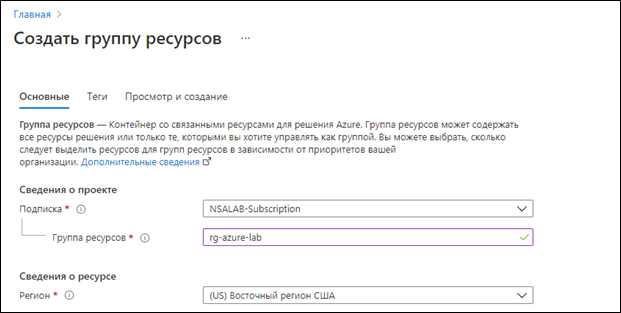 Главная >
Создать группу ресурсов ...
Основные Теги Просмотр и создание
Группа ресурсов — Контейнер со связанными ресурсами для решения Azure. Группа ресурсов может содержать
все ресурсы решения или только те, которыми вы хотите управлять как группой. Вы можете выбрать, сколько
следует выделить ресурсов для групп ресурсов в зависимости от приоритетов вашей
организации. Дополнительные сведения
Сведения о проекте
Подписка * NSALAB-Subscription
Группа ресурсов * rg-azure-lab
Сведения о ресурсе
Регион * (US) Восточный регион США